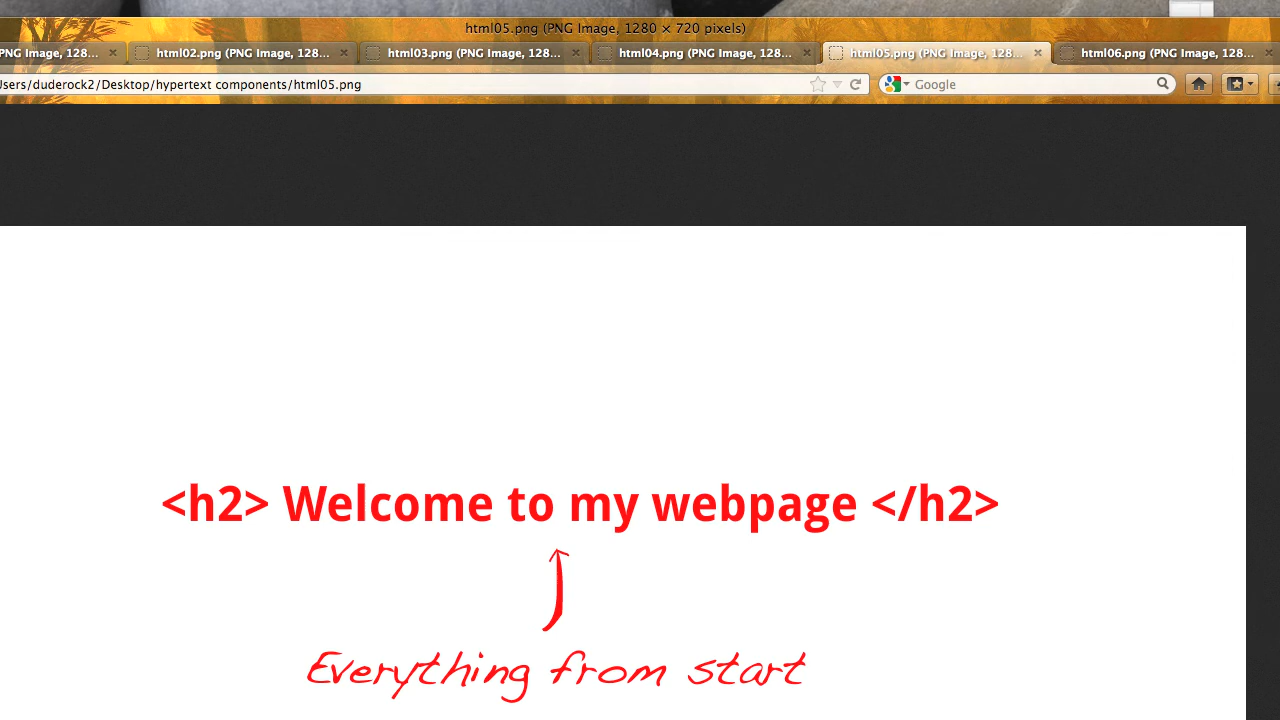 html05.png (PNG Image, 1280 × 720 pixels)
PNG Image, 128... html02.png (PNG Image, 128... html03.png (PNG Image, 128... html04.png (PNG Image, 128... html05.png (PNG Image, 128... html06.png (PNG Image, 128...
sers/duderock2/Desktop/hypertext components/html05.png Google
<h2> Welcome to my webpage </h2>
Everything from start